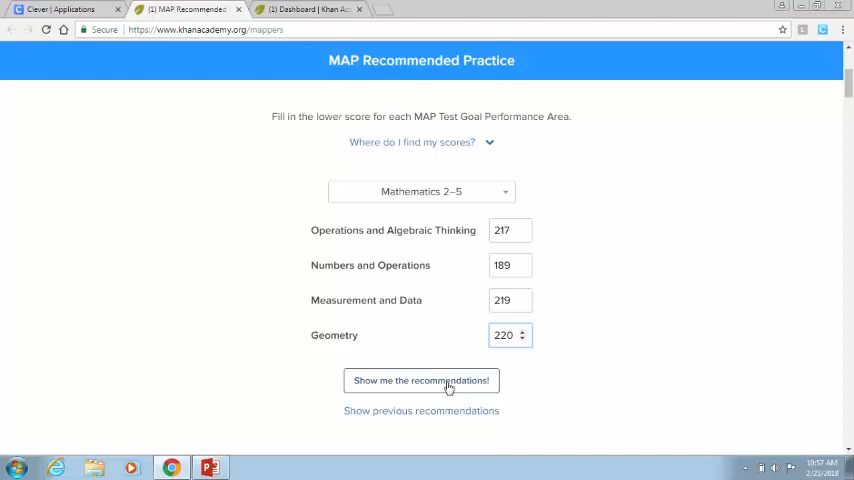 Clever | Applications
(1) MAP Recommended
(1) Dashboard | Khan Ac
Secure
https://www.khanacademy.org/mappers
MAP Recommended Practice
Fill in the lower score for each MAP Test Goal Performance Area.
Where do I find my scores?
Mathematics 2–5
Operations and Algebraic Thinking 217
Numbers and Operations 189
Measurement and Data 219
Geometry 220
Show me the recommendations!
Show previous recommendations
10:57 AM
2/23/2018